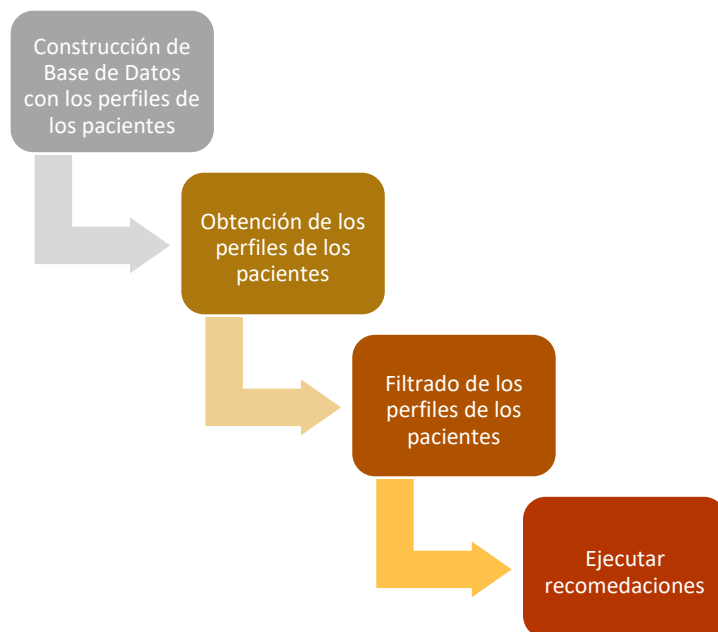 Construcción de
Base de Datos
con los perfiles de
los pacientes
Obtención de los
perfiles de los
pacientes
Filtrado de los
perfiles de los
pacientes
Ejecutar
recomedaciones